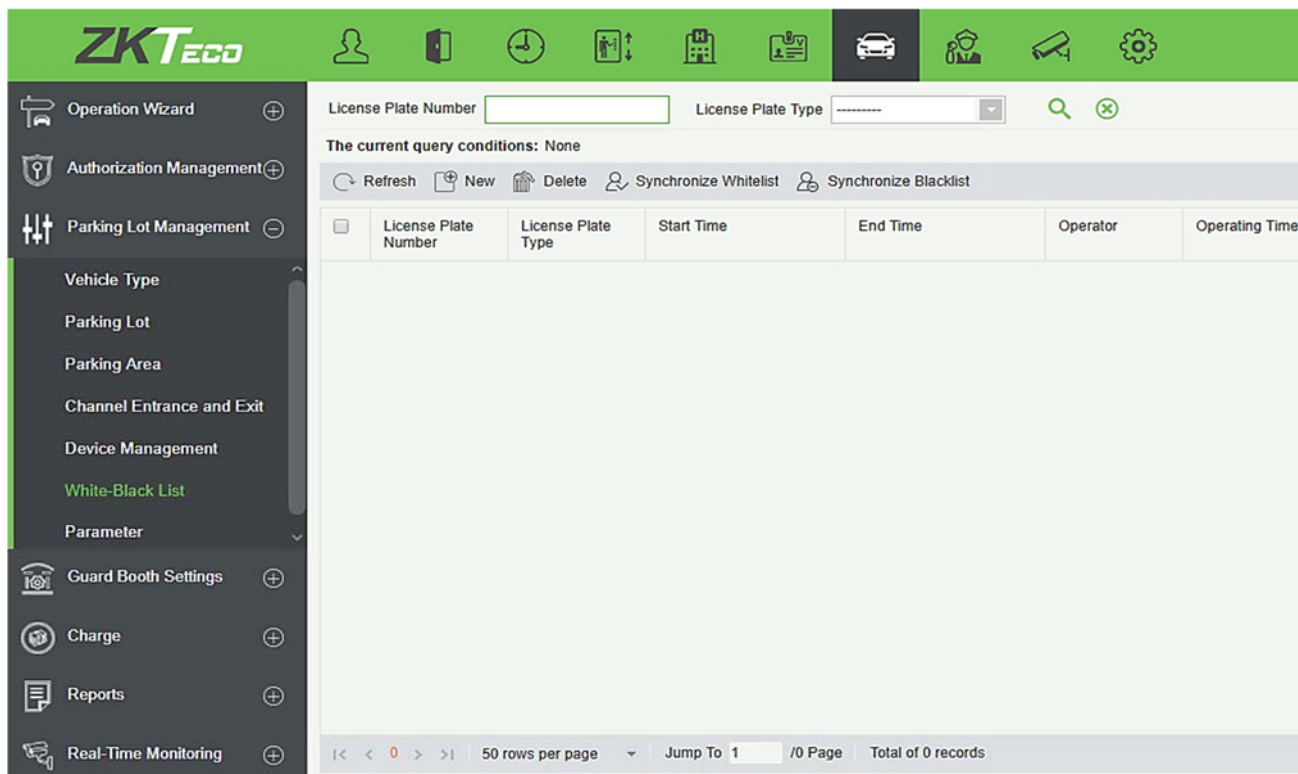 ZKTECO
Operation Wizard
Authorization Management
Parking Lot Management
Vehicle Type
Parking Lot
Parking Area
Channel Entrance and Exit
Device Management
White-Black List
Parameter
Guard Booth Settings
Charge
Reports
Real-Time Monitoring
License Plate Number
License Plate Type ---------
The current query conditions: None
Refresh New Delete Synchronize Whitelist Synchronize Blacklist
License Plate Number
License Plate Type
Start Time
End Time
Operator
Operating Time
|< < 0 > >| 50 rows per page Jump To 1 /0 Page Total of 0 records